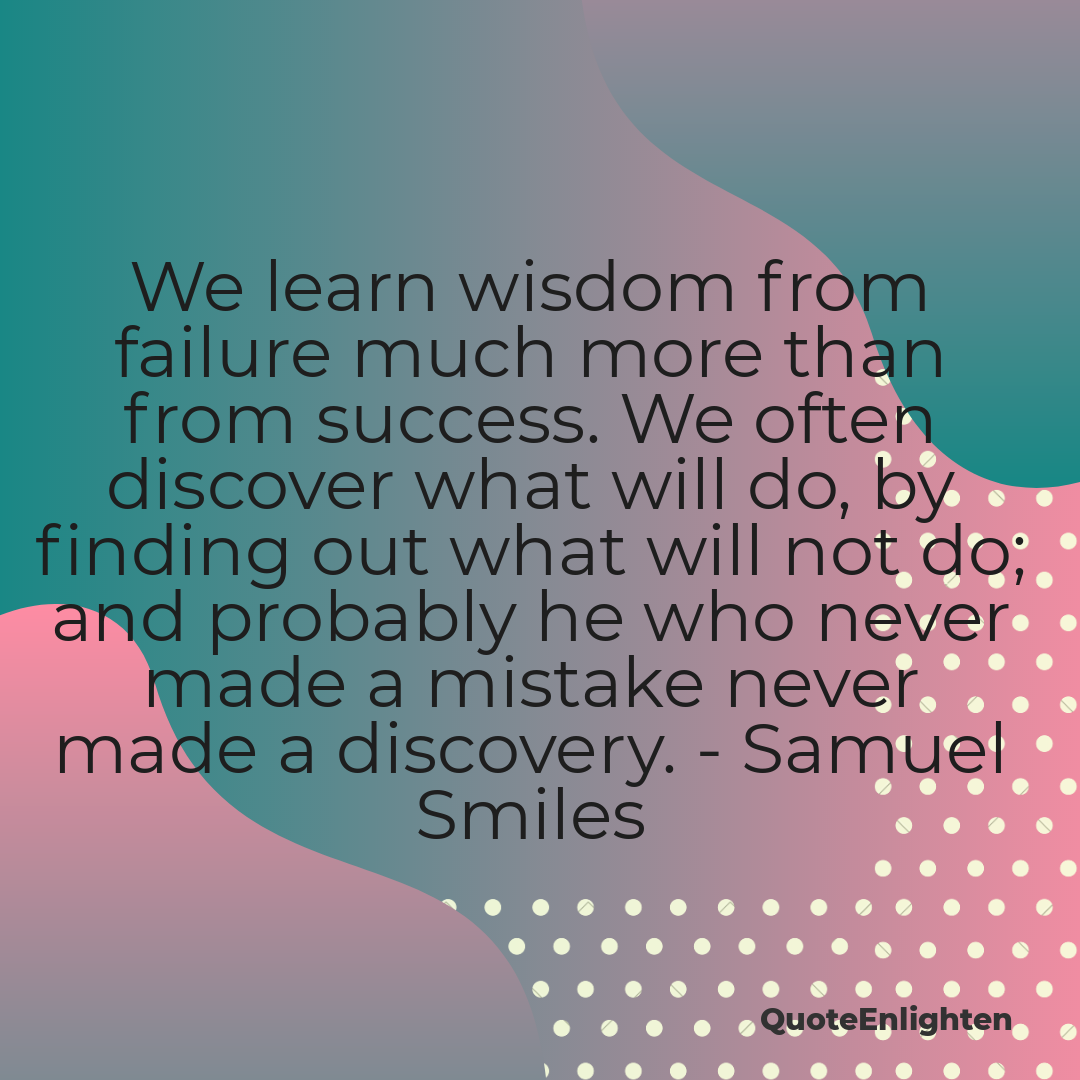 We learn wisdom from
failure much more than
from success. We often
discover what will do, by
finding out what will not do;
and probably he who never
made a mistake never
made a discovery. - Samuel
Smiles
QuoteEnlighten